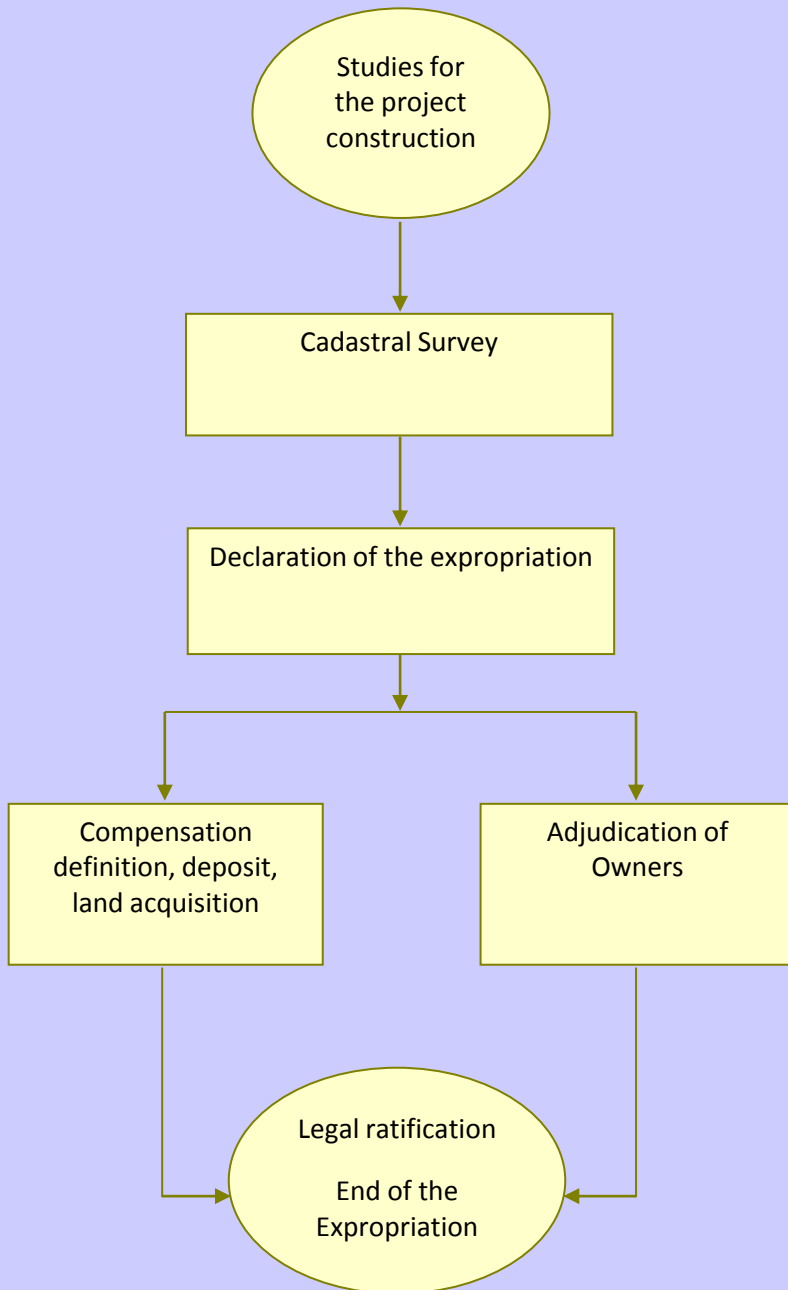 Studies for
the project
construction
Cadastral Survey
Declaration of the expropriation
Compensation
definition, deposit,
land acquisition
Adjudication of
Owners
Legal ratification
End of the
Expropriation